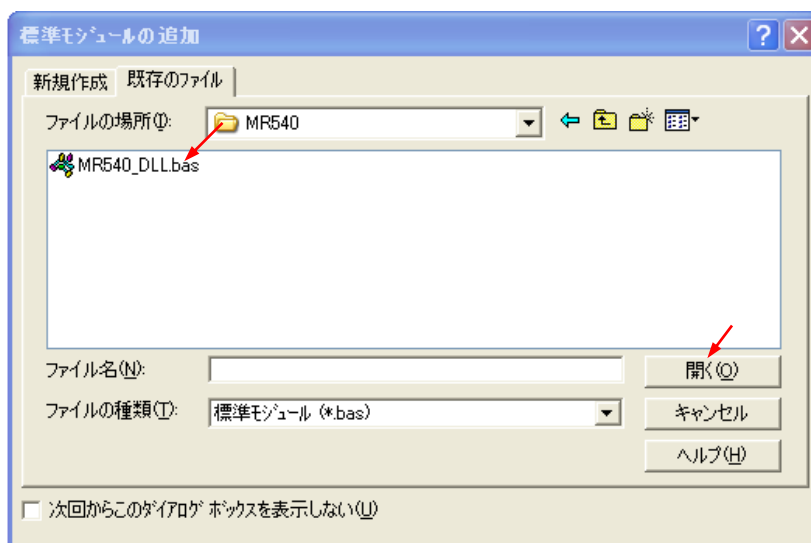 標準モジュールの追加
新規作成 既存のファイル
ファイルの場所(I): MR540
MR540_DLL.bas
ファイル名(N): 開く(O)
ファイルの種類(T): 標準モジュール (*.bas) キャンセル
ヘルプ(H)
次回からこのダイアログ ボックスを表示しない(U)